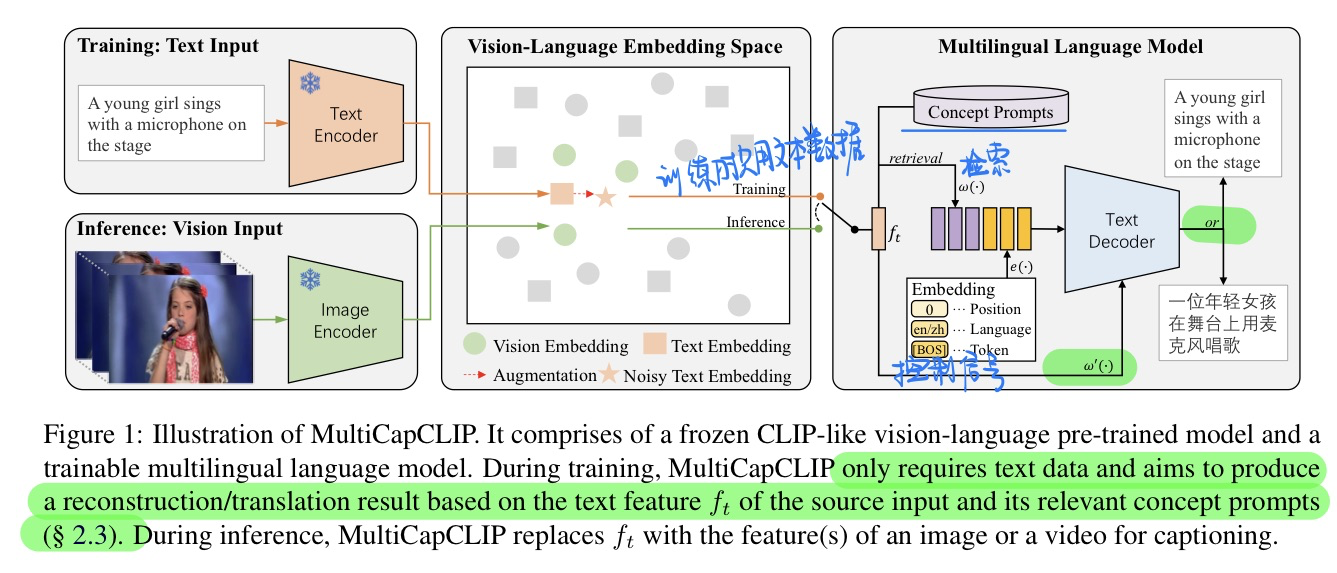 Training: Text Input
A young girl sings
with a microphone on
the stage
Text
Encoder
Inference: Vision Input
Image
Encoder
Vision-Language Embedding Space
训练时只用文本类数据
Training
Inference
Vision Embedding
Text Embedding
Augmentation
Noisy Text Embedding
Multilingual Language Model
Concept Prompts
retrieval
检索
ω(·)
f_t
e(·)
Embedding
0 ··· Position
en/zh ··· Language
[BOS] ··· Token
控制信号
ω′(·)
Text
Decoder
or
A young girl
sings with a
microphone
on the stage
一位年轻女孩
在舞台上用麦
克风唱歌
Figure 1: Illustration of MultiCapCLIP. It comprises of a frozen CLIP-like vision-language pre-trained model and a
trainable multilingual language model. During training, MultiCapCLIP only requires text data and aims to produce
a reconstruction/translation result based on the text feature f_t of the source input and its relevant concept prompts
(§ 2.3). During inference, MultiCapCLIP replaces f_t with the feature(s) of an image or a video for captioning.